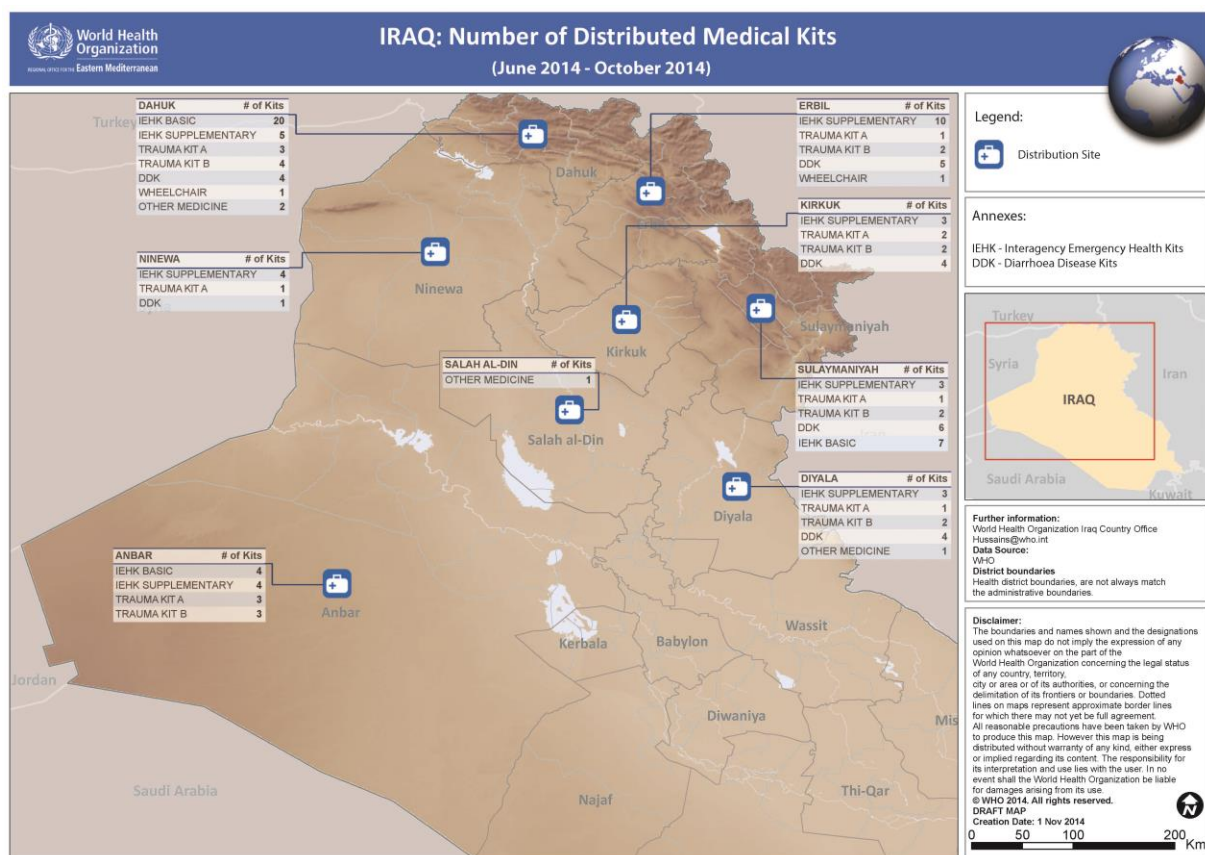 World Health
Organization
REGIONAL OFFICE FOR THE Eastern Mediterranean
IRAQ: Number of Distributed Medical Kits
(June 2014 - October 2014)
DAHUK # of Kits
IEHK BASIC 20
IEHK SUPPLEMENTARY 5
TRAUMA KIT A 3
TRAUMA KIT B 4
DDK 4
WHEELCHAIR 1
OTHER MEDICINE 2
ERBIL # of Kits
IEHK SUPPLEMENTARY 10
TRAUMA KIT A 1
TRAUMA KIT B 2
DDK 5
WHEELCHAIR 1
KIRKUK # of Kits
IEHK SUPPLEMENTARY 3
TRAUMA KIT A 2
TRAUMA KIT B 2
DDK 4
NINEWA # of Kits
IEHK SUPPLEMENTARY 4
TRAUMA KIT A 1
DDK 1
SALAH AL-DIN # of Kits
OTHER MEDICINE 1
SULAYMANIYAH # of Kits
IEHK SUPPLEMENTARY 3
TRAUMA KIT A 1
TRAUMA KIT B 2
DDK 6
IEHK BASIC 7
DIYALA # of Kits
IEHK SUPPLEMENTARY 3
TRAUMA KIT A 1
TRAUMA KIT B 2
DDK 4
OTHER MEDICINE 1
ANBAR # of Kits
IEHK BASIC 4
IEHK SUPPLEMENTARY 4
TRAUMA KIT A 3
TRAUMA KIT B 3
Turkey
Dahuk
Ninewa
Kirkuk
Sulaymaniyah
Salah al-Din
Diyala
Anbar
Kerbala
Babylon
Wassit
Jordan
Diwaniya
Mis
Saudi Arabia
Najaf
Thi-Qar
Legend:
Distribution Site
Annexes:
IEHK - Interagency Emergency Health Kits
DDK - Diarrhoea Disease Kits
Turkey
Syria
Iran
IRAQ
Saudi Arabia
Kuwait
Further information:
World Health Organization Iraq Country Office
Hussains@who.int
Data Source:
WHO
District boundaries
Health district boundaries, are not always match
the administrative boundaries.
Disclaimer:
The boundaries and names shown and the designations
used on this map do not imply the expression of any
opinion whatsoever on the part of the
World Health Organization concerning the legal status
of any country, territory,
city or area or of its authorities, or concerning the
delimitation of its frontiers or boundaries. Dotted
lines on maps represent approximate border lines
for which there may not yet be full agreement.
All reasonable precautions have been taken by WHO
to produce this map. However this map is being
distributed without warranty of any kind, either express
or implied regarding its content. The responsibility for
its interpretation and use lies with the user. In no
event shall the World Health Organization be liable
for damages arising from its use.
© WHO 2014. All rights reserved.
DRAFT MAP
Creation Date: 1 Nov 2014
N
0 50 100 200
Km